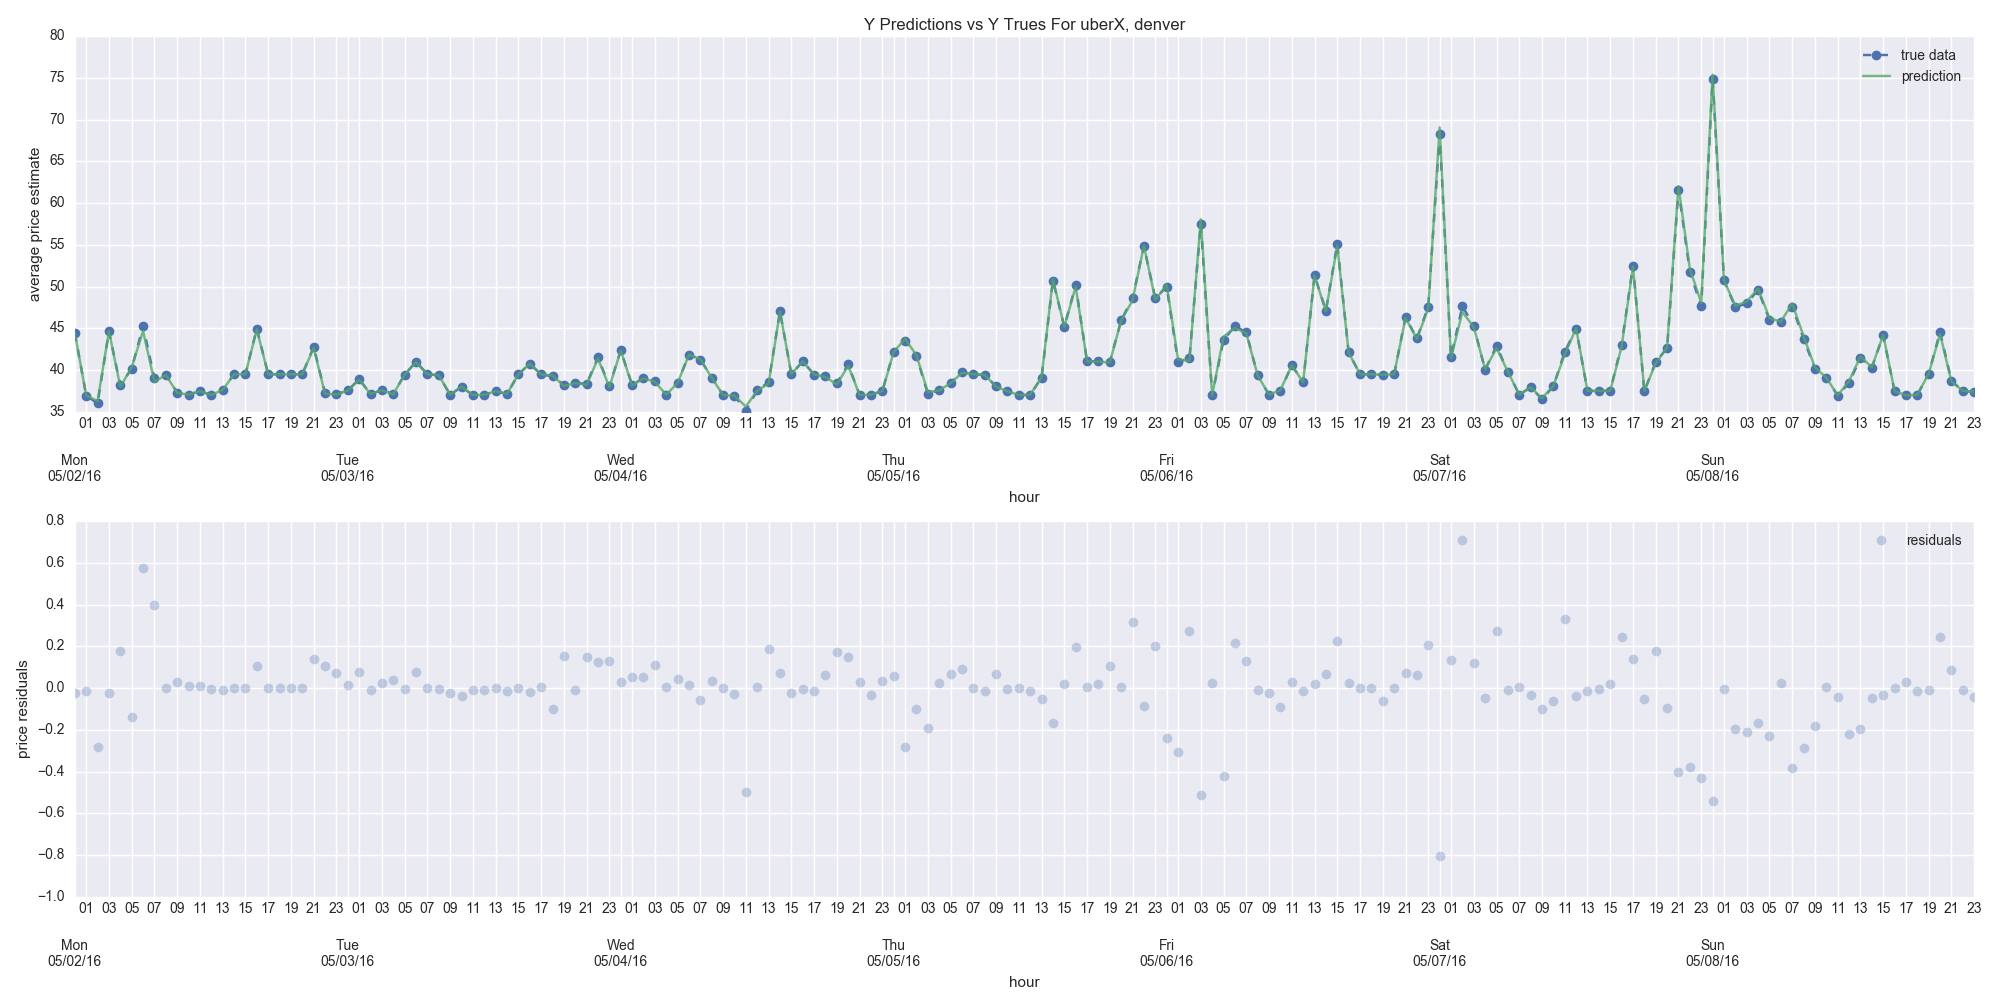 Y Predictions vs Y Trues For uberX, denver
80
75
70
65
60
55
50
45
40
35
average price estimate
true data
prediction
01 03 05 07 09 11 13 15 17 19 21 23 01 03 05 07 09 11 13 15 17 19 21 23 01 03 05 07 09 11 13 15 17 19 21 23 01 03 05 07 09 11 13 15 17 19 21 23 01 03 05 07 09 11 13 15 17 19 21 23 01 03 05 07 09 11 13 15 17 19 21 23 01 03 05 07 09 11 13 15 17 19 21 23
Mon Tue Wed Thu Fri Sat Sun
05/02/16 05/03/16 05/04/16 05/05/16 05/06/16 05/07/16 05/08/16
hour
0.8
0.6
0.4
0.2
0.0
−0.2
−0.4
−0.6
−0.8
−1.0
price residuals
residuals
01 03 05 07 09 11 13 15 17 19 21 23 01 03 05 07 09 11 13 15 17 19 21 23 01 03 05 07 09 11 13 15 17 19 21 23 01 03 05 07 09 11 13 15 17 19 21 23 01 03 05 07 09 11 13 15 17 19 21 23 01 03 05 07 09 11 13 15 17 19 21 23 01 03 05 07 09 11 13 15 17 19 21 23
Mon Tue Wed Thu Fri Sat Sun
05/02/16 05/03/16 05/04/16 05/05/16 05/06/16 05/07/16 05/08/16
hour